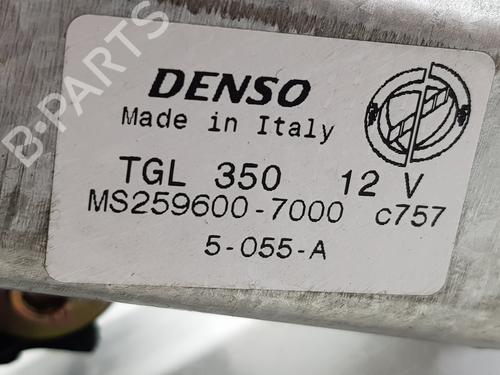 B-PARTS
DENSO
Made in Italy
TGL 350 12 V
MS259600-7000 c757
5-055-A